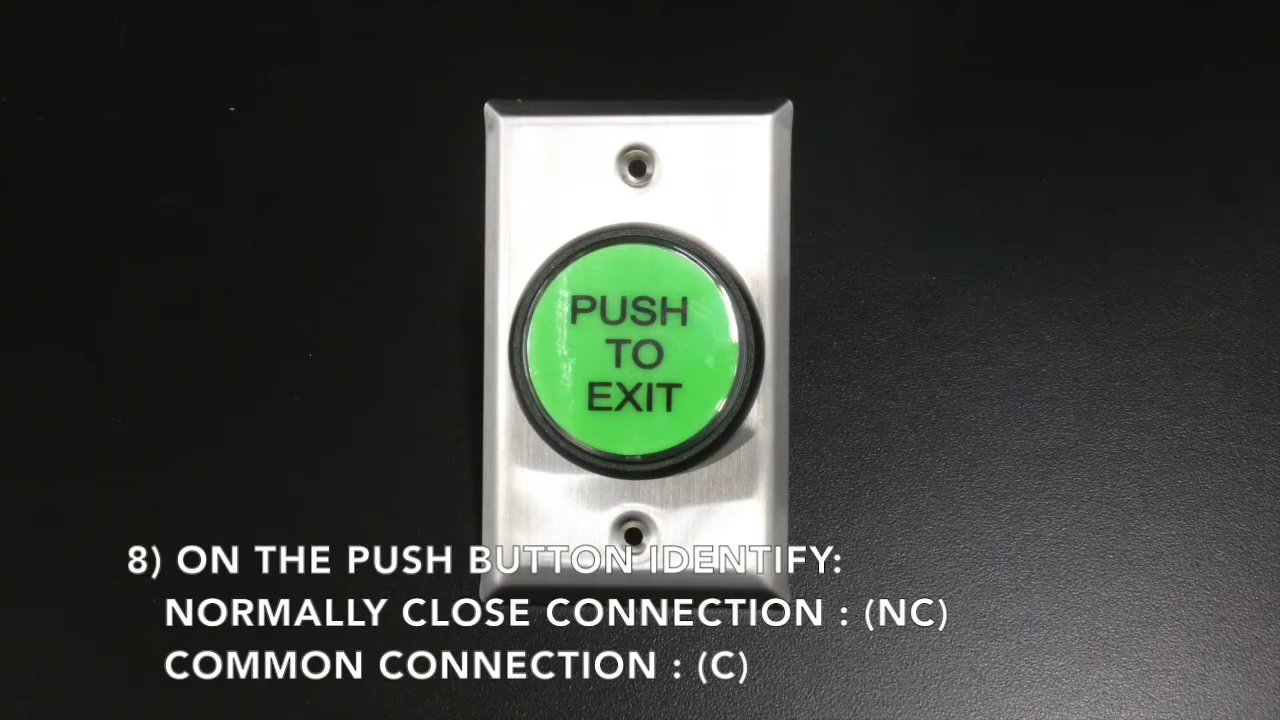 PUSH
TO
EXIT
8) ON THE PUSH BUTTON IDENTIFY:
NORMALLY CLOSE CONNECTION : (NC)
COMMON CONNECTION : (C)